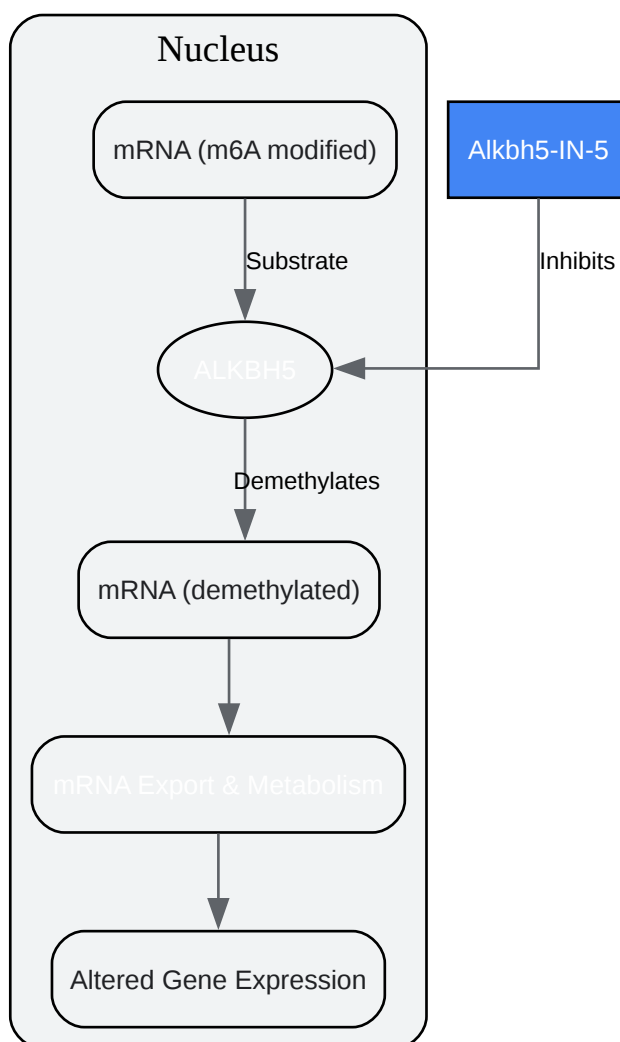 Nucleus
mRNA (m6A modified)
Alkbh5-IN-5
Substrate
Inhibits
ALKBH5
Demethylates
mRNA (demethylated)
mRNA Export & Metabolism
Altered Gene Expression